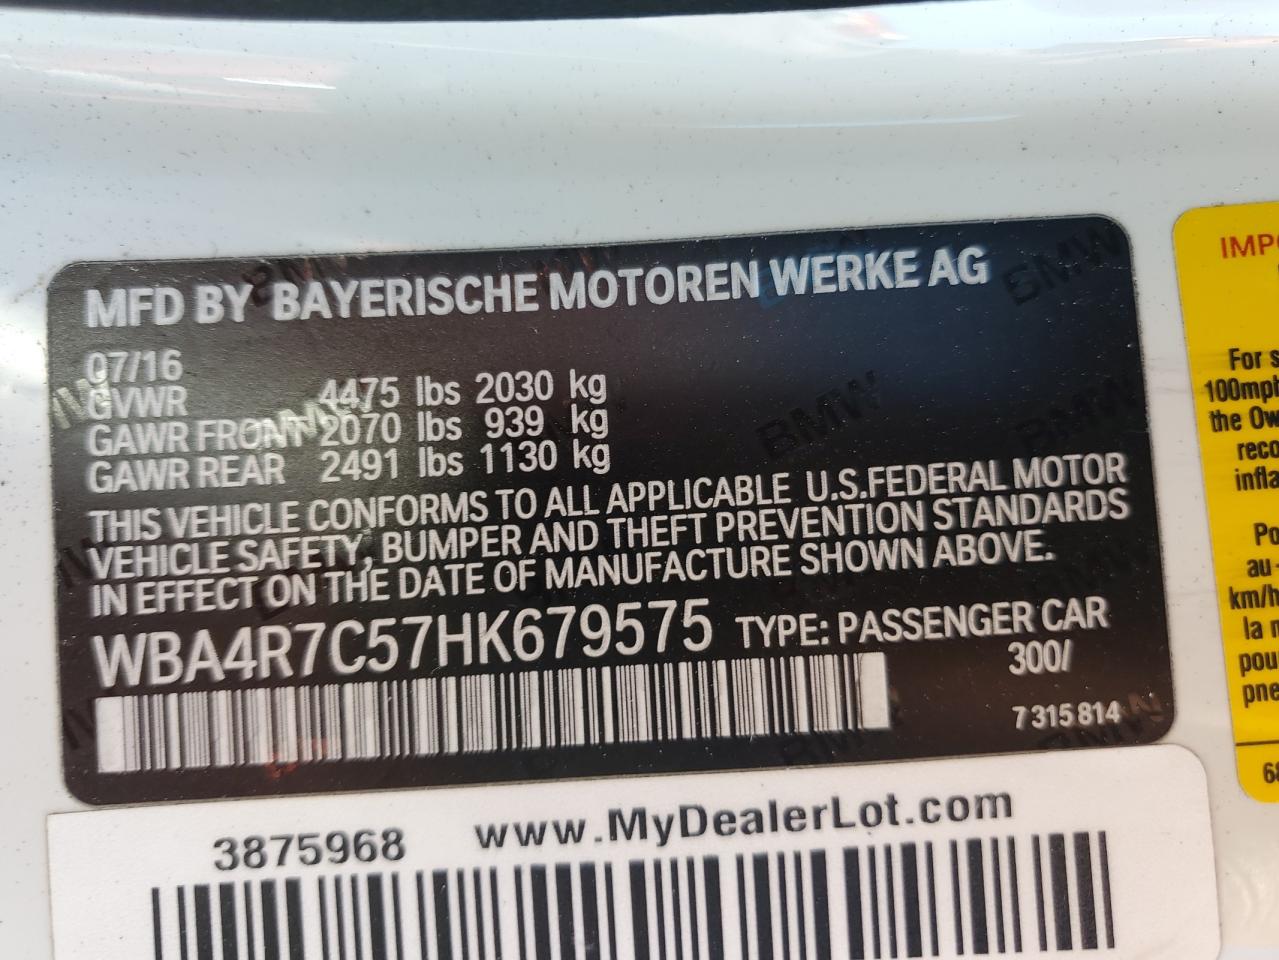 MFD BY BAYERISCHE MOTOREN WERKE AG
07/16
GVWR 4475 lbs 2030 kg
GAWR FRONT 2070 lbs 939 kg
GAWR REAR 2491 lbs 1130 kg
THIS VEHICLE CONFORMS TO ALL APPLICABLE U.S.FEDERAL MOTOR
VEHICLE SAFETY, BUMPER AND THEFT PREVENTION STANDARDS
IN EFFECT ON THE DATE OF MANUFACTURE SHOWN ABOVE.
WBA4R7C57HK679575 TYPE: PASSENGER CAR
300/
7 315 814
3875968 www.MyDealerLot.com
IMPO
For s
100mph
the Ow
reco
infla
Po
au
km/h
la n
pou
pne
68